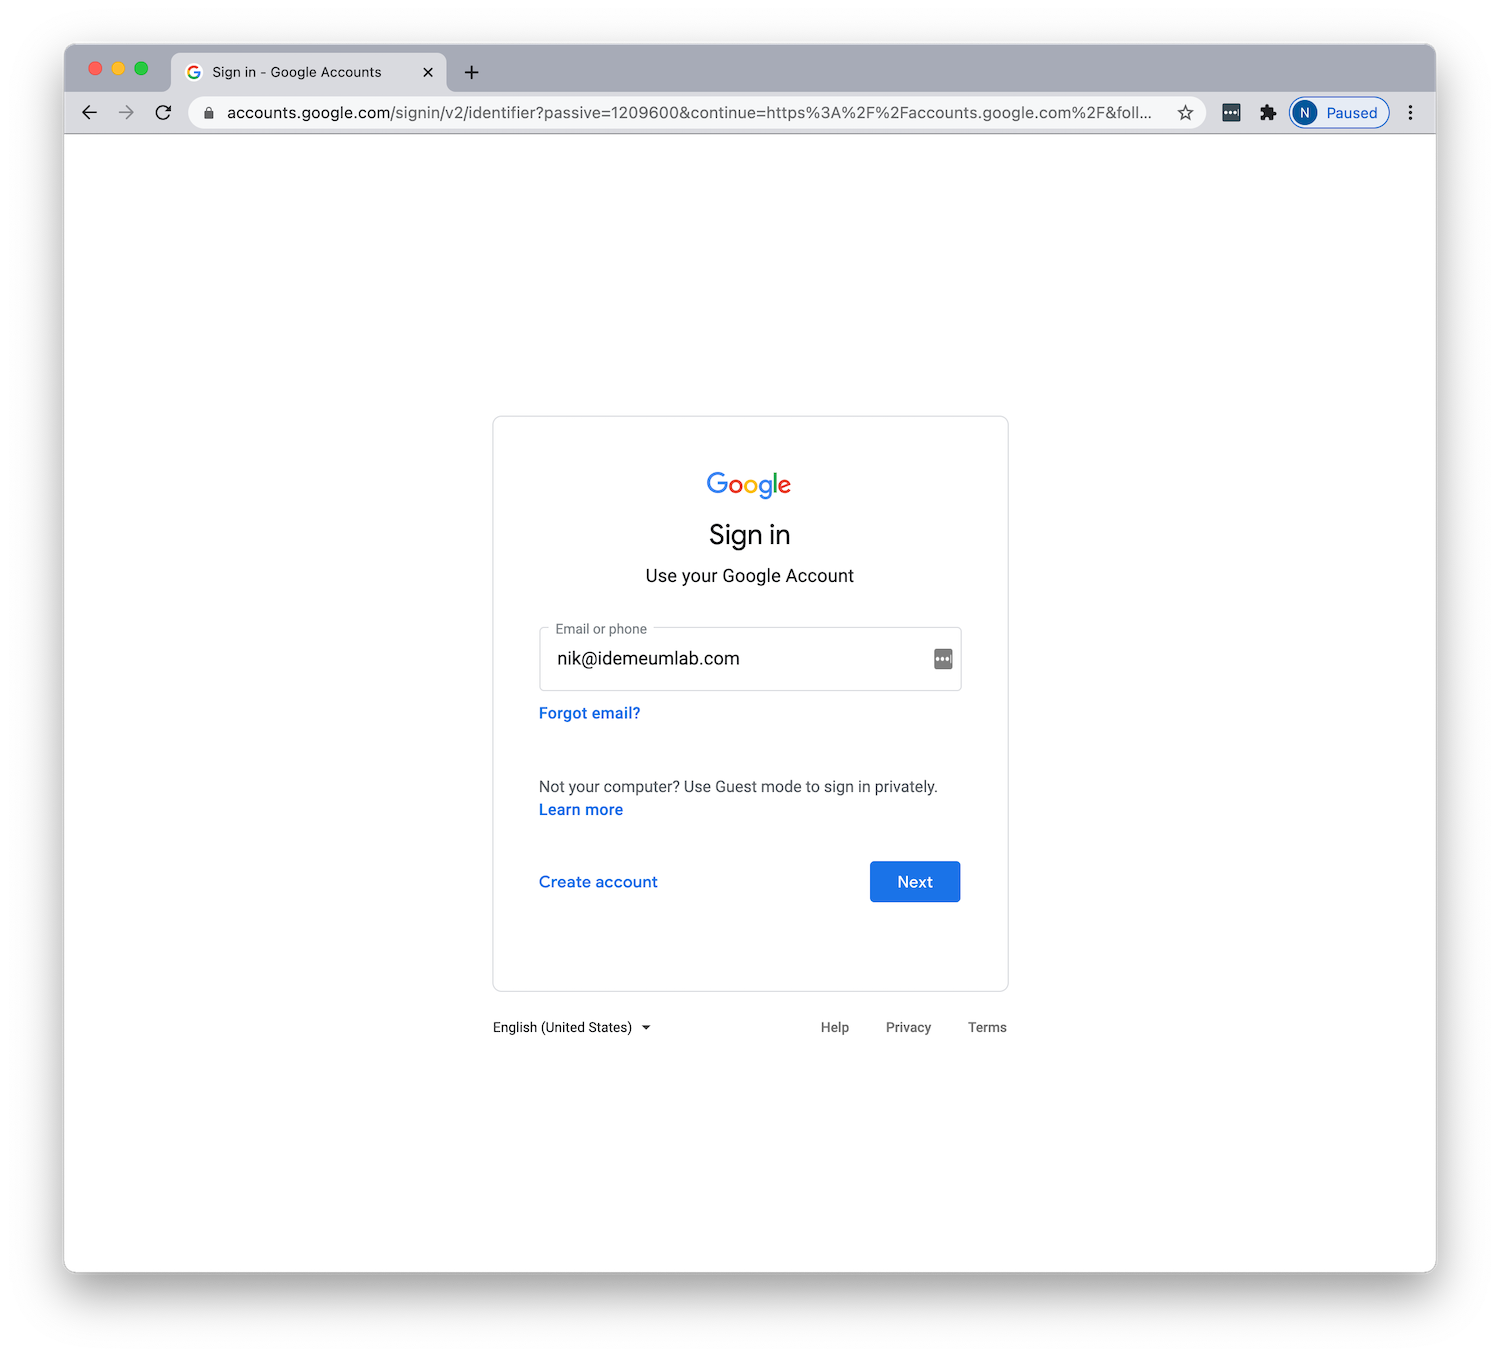 Sign in - Google Accounts
accounts.google.com/signin/v2/identifier?passive=1209600&continue=https%3A%2F%2Faccounts.google.com%2F&foll...
N Paused
Google
Sign in
Use your Google Account
Email or phone
nik@idemeumlab.com
Forgot email?
Not your computer? Use Guest mode to sign in privately.
Learn more
Create account
Next
English (United States)
Help Privacy Terms